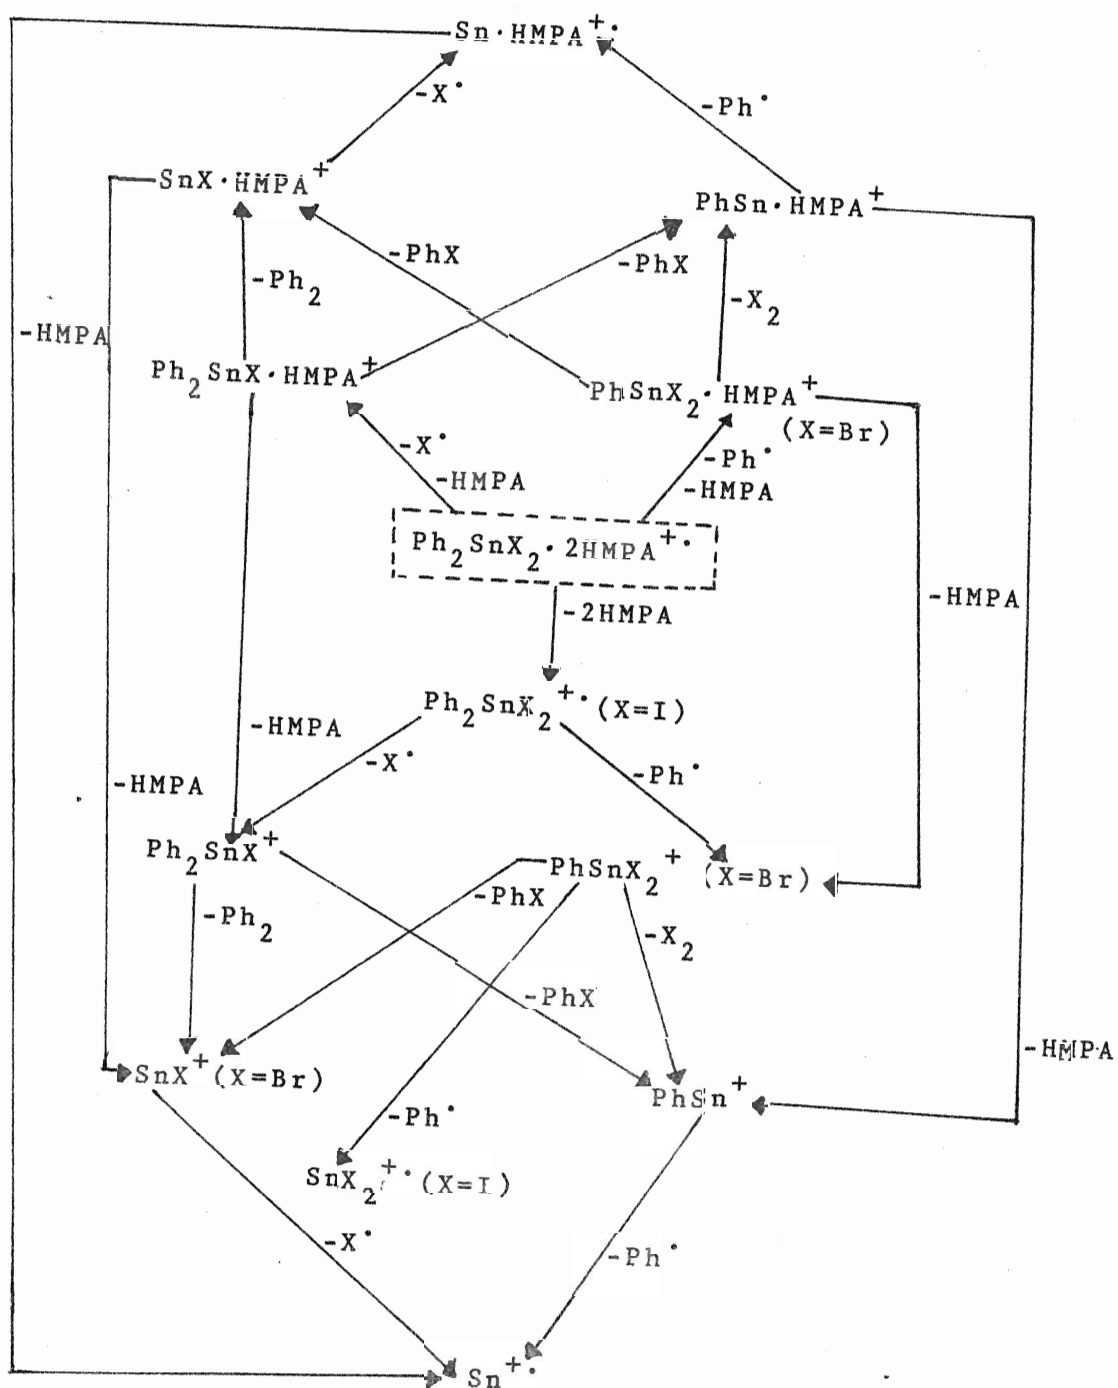 Sn·HMPA⁺·
-X·
-Ph·
SnX·HMPA⁺
PhSn·HMPA⁺
-PhX
-PhX
-Ph₂
-X₂
-HMPA
Ph₂SnX·HMPA⁺
PhSnX₂·HMPA⁺
(X=Br)
-X·
-HMPA
-Ph·
-HMPA
Ph₂SnX₂·2HMPA⁺·
-HMPA
-2HMPA
Ph₂SnX₂⁺·(X=I)
-HMPA
-X·
-Ph·
-HMPA
Ph₂SnX⁺
PhSnX₂⁺ (X=Br)
-PhX
-Ph₂
-X₂
-PhX
-HMPA
SnX⁺(X=Br)
PhSn⁺
-Ph·
SnX₂⁺·(X=I)
-X·
-Ph·
Sn⁺·